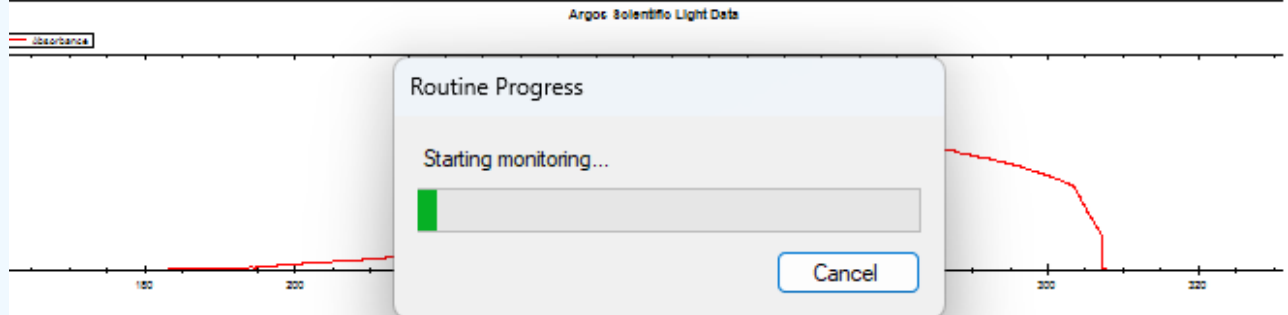 Argos Scientific Light Data
Absorbance
Routine Progress
Starting monitoring...
Cancel
180
200
300
320